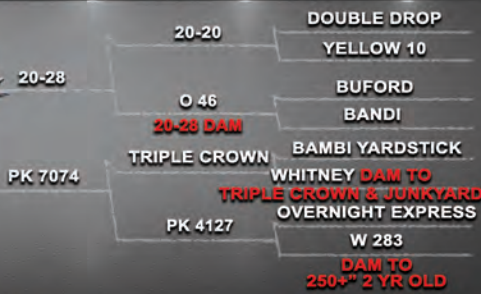 DOUBLE DROP
20-20
YELLOW 10
20-28
BUFORD
O 46
BANDI
20-28 DAM
BAMBI YARDSTICK
TRIPLE CROWN
WHITNEY DAM TO
TRIPLE CROWN & JUNKYARD
PK 7074
OVERNIGHT EXPRESS
PK 4127
W 283
DAM TO
250+" 2 YR OLD